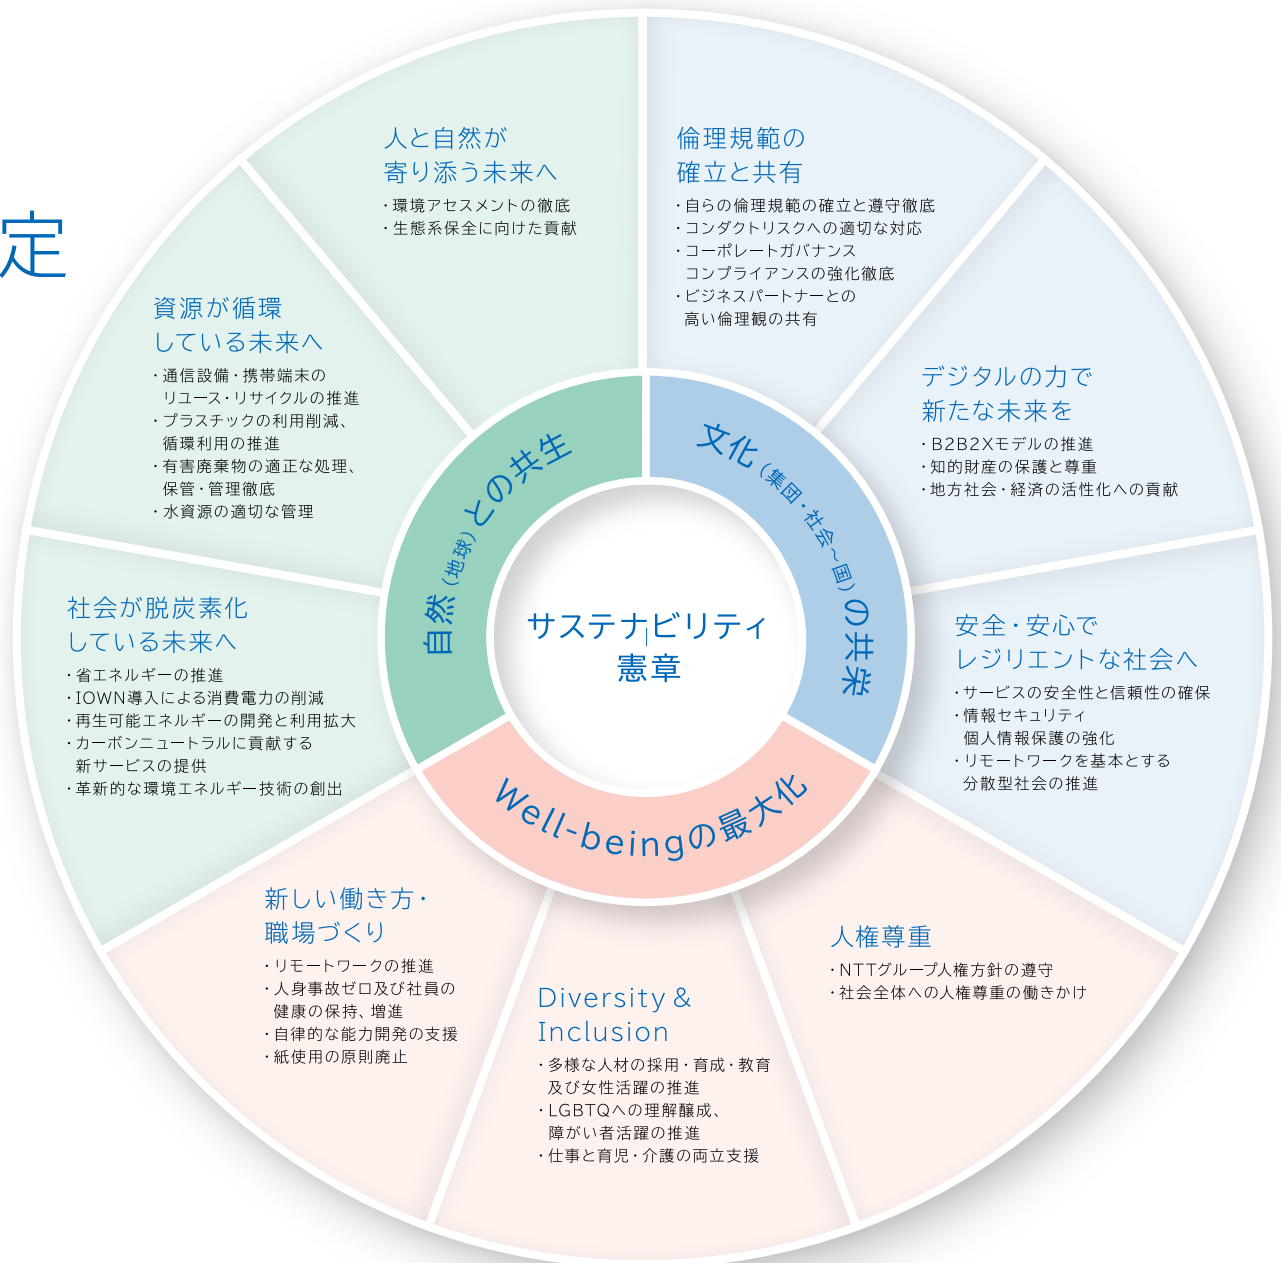 定
サステナビリティ
憲章
自然(地球)との共生
社会が脱炭素化
している未来へ
・省エネルギーの推進
・IOWN導入による消費電力の削減
・再生可能エネルギーの開発と利用拡大
・カーボンニュートラルに貢献する
新サービスの提供
・革新的な環境エネルギー技術の創出
資源が循環
している未来へ
・通信設備・携帯端末の
リユース・リサイクルの推進
・プラスチックの利用削減、
循環利用の推進
・有害廃棄物の適正な処理、
保管・管理徹底
・水資源の適切な管理
人と自然が
寄り添う未来へ
・環境アセスメントの徹底
・生態系保全に向けた貢献
文化(集団・社会～国)の共栄
倫理規範の
確立と共有
・自らの倫理規範の確立と遵守徹底
・コンダクトリスクへの適切な対応
・コーポレートガバナンス
コンプライアンスの強化徹底
・ビジネスパートナーとの
高い倫理観の共有
デジタルの力で
新たな未来を
・B2B2Xモデルの推進
・知的財産の保護と尊重
・地方社会・経済の活性化への貢献
安全・安心で
レジリエントな社会へ
・サービスの安全性と信頼性の確保
・情報セキュリティ
個人情報保護の強化
・リモートワークを基本とする
分散型社会の推進
Well-beingの最大化
人権尊重
・NTTグループ人権方針の遵守
・社会全体への人権尊重の働きかけ
Diversity &
Inclusion
・多様な人材の採用・育成・教育
及び女性活躍の推進
・LGBTQへの理解醸成、
障がい者活躍の推進
・仕事と育児・介護の両立支援
新しい働き方・
職場づくり
・リモートワークの推進
・人身事故ゼロ及び社員の
健康の保持、増進
・自律的な能力開発の支援
・紙使用の原則廃止